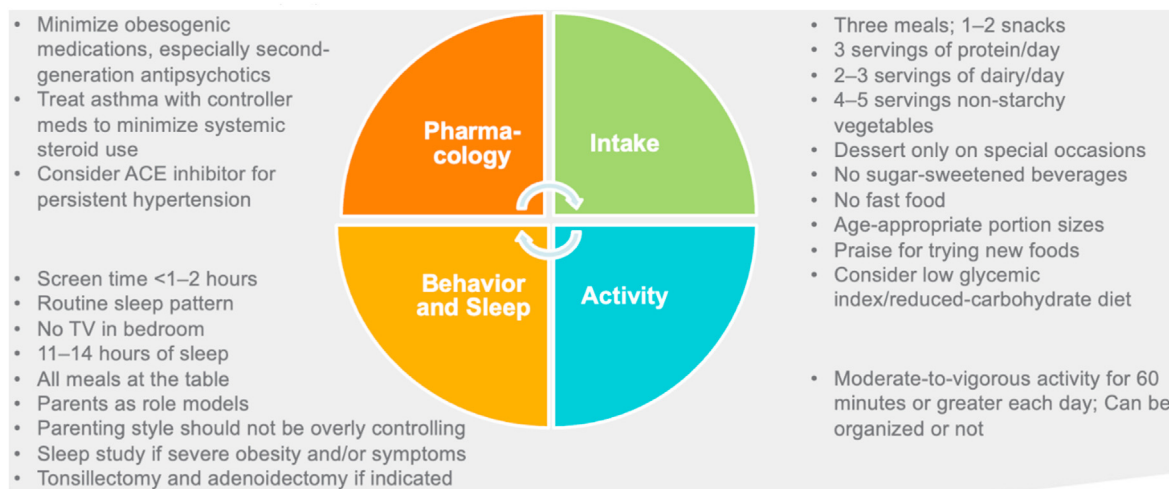 • Minimize obesogenic
medications, especially second-
generation antipsychotics
• Treat asthma with controller
meds to minimize systemic
steroid use
• Consider ACE inhibitor for
persistent hypertension
Pharma-
cology
Intake
• Three meals; 1–2 snacks
• 3 servings of protein/day
• 2–3 servings of dairy/day
• 4–5 servings non-starchy
vegetables
• Dessert only on special occasions
• No sugar-sweetened beverages
• No fast food
• Age-appropriate portion sizes
• Praise for trying new foods
• Consider low glycemic
index/reduced-carbohydrate diet
• Screen time <1–2 hours
• Routine sleep pattern
• No TV in bedroom
• 11–14 hours of sleep
• All meals at the table
• Parents as role models
• Parenting style should not be overly controlling
• Sleep study if severe obesity and/or symptoms
• Tonsillectomy and adenoidectomy if indicated
Behavior
and Sleep
Activity
• Moderate-to-vigorous activity for 60
minutes or greater each day; Can be
organized or not